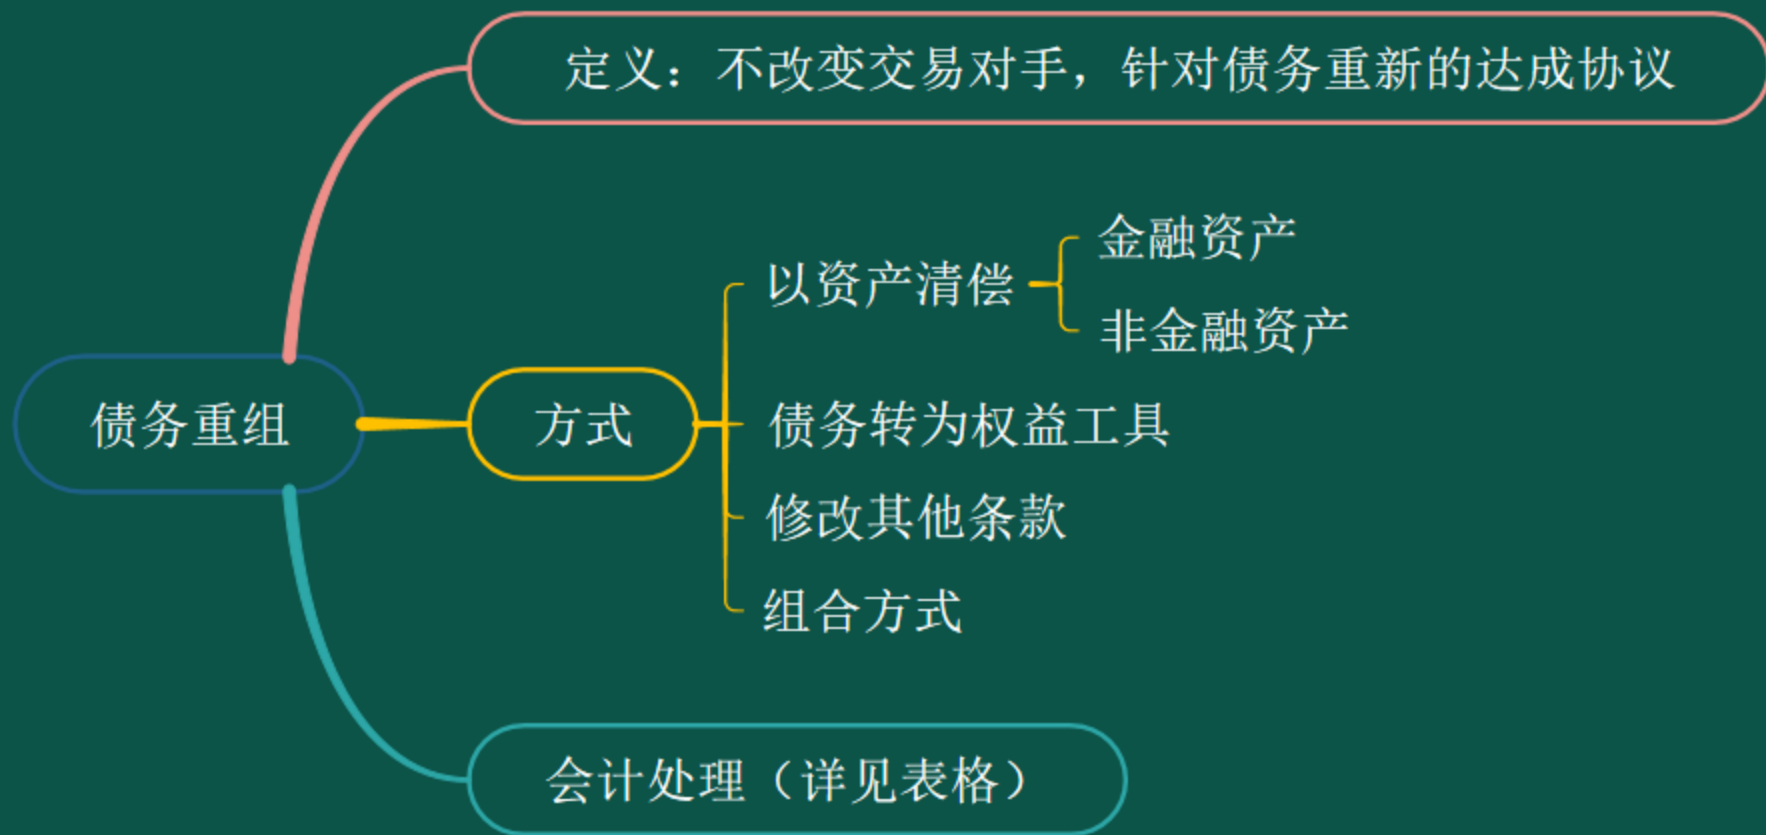 定义：不改变交易对手，针对债务重新的达成协议
金融资产
以资产清偿
非金融资产
债务重组
方式
债务转为权益工具
修改其他条款
组合方式
会计处理（详见表格）